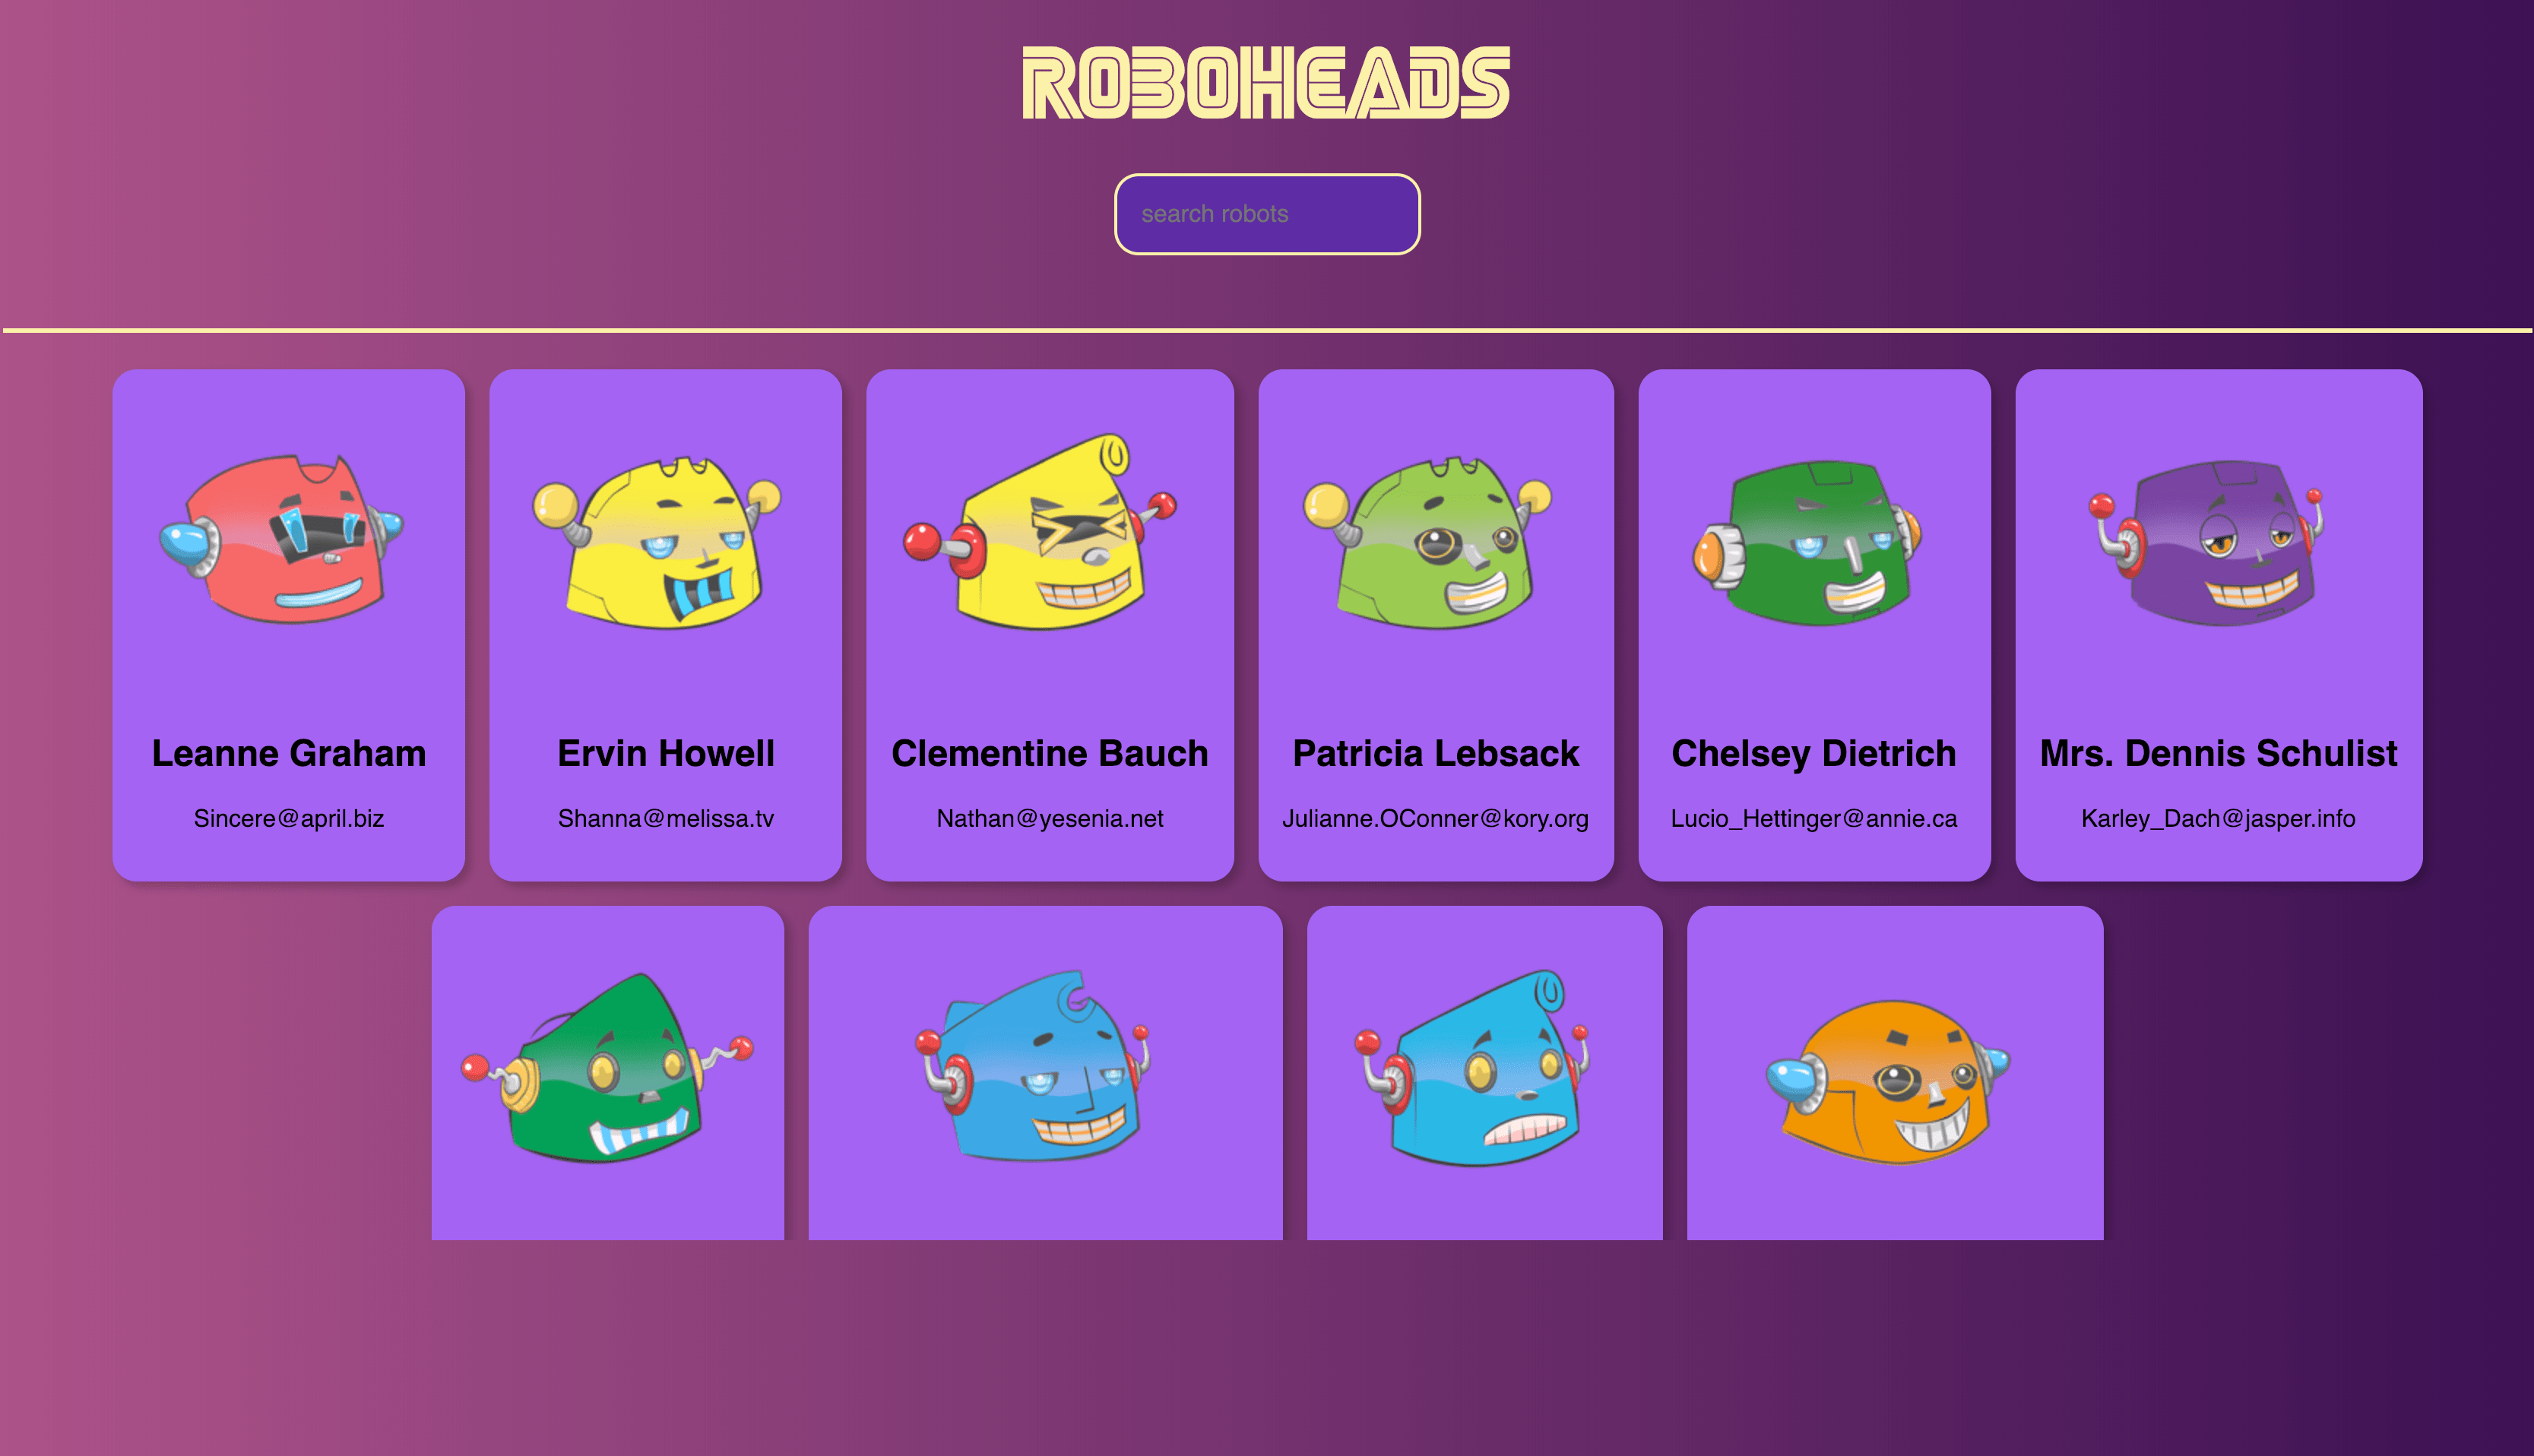 ROBOHEADS
search robots
Leanne Graham
Sincere@april.biz
Ervin Howell
Shanna@melissa.tv
Clementine Bauch
Nathan@yesenia.net
Patricia Lebsack
Julianne.OConner@kory.org
Chelsey Dietrich
Lucio_Hettinger@annie.ca
Mrs. Dennis Schulist
Karley_Dach@jasper.info